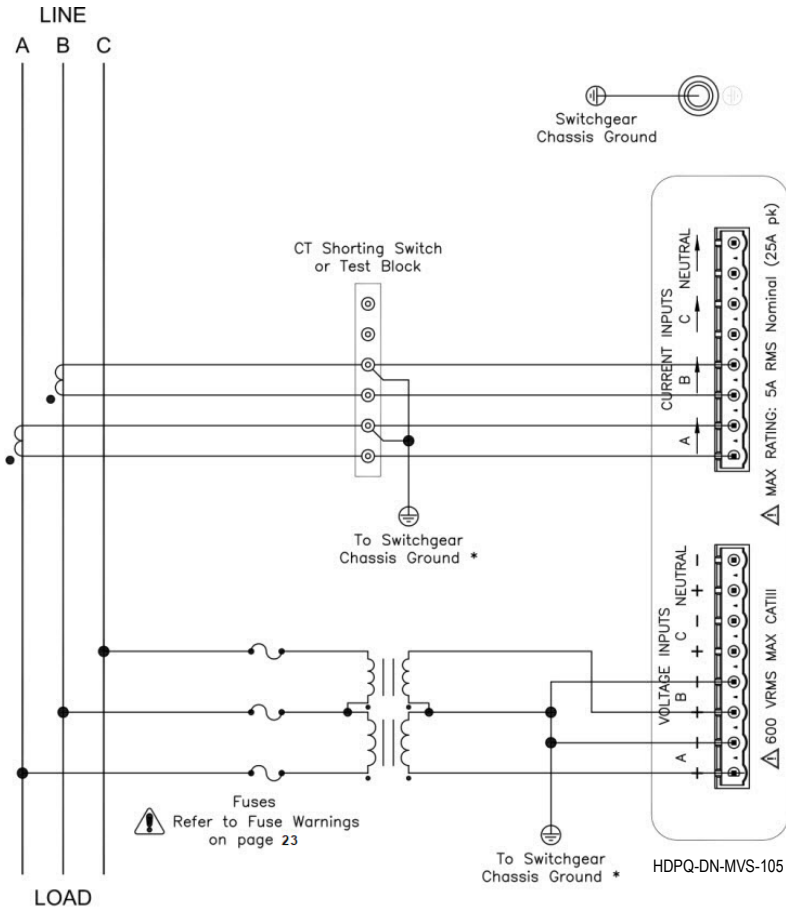 LINE
A B C
Switchgear
Chassis Ground
CT Shorting Switch
or Test Block
CURRENT INPUTS
NEUTRAL
C
B
A
⚠ MAX RATING: 5A RMS Nominal (25A pk)
To Switchgear
Chassis Ground *
VOLTAGE INPUTS
NEUTRAL
C
B
A
- + - + - + - +
⚠ 600 VRMS MAX CATIII
Fuses
⚠ Refer to Fuse Warnings
on page 23
To Switchgear
Chassis Ground *
HDPQ-DN-MVS-105
LOAD